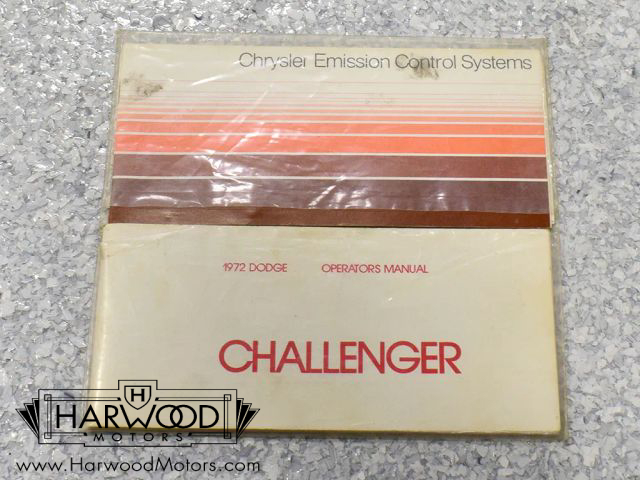 Chrysler Emission Control Systems
1972 DODGE OPERATORS MANUAL
CHALLENGER
H
HARWOOD
MOTORS
www.HarwoodMotors.com